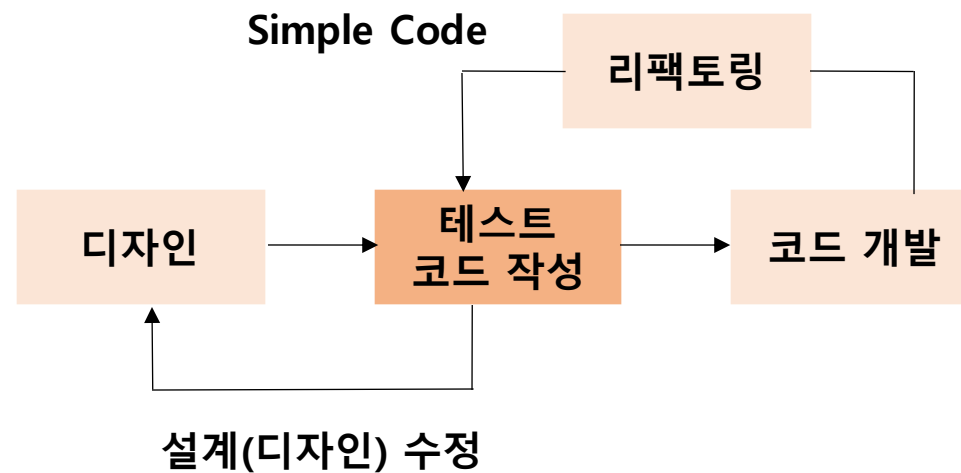 Simple Code
리팩토링
디자인
테스트
코드 작성
코드 개발
설계(디자인) 수정